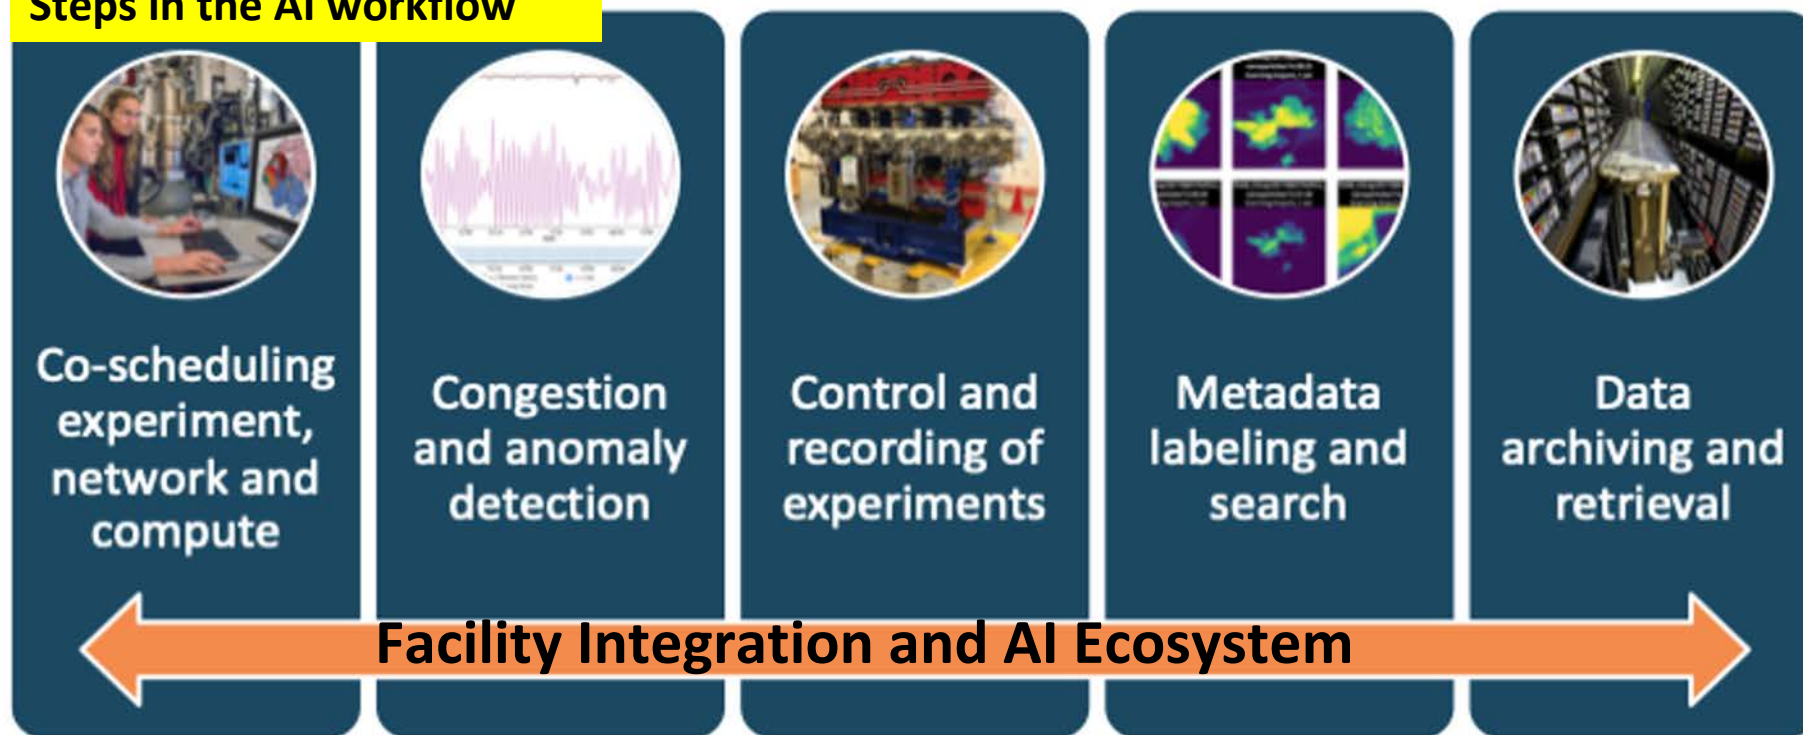 Steps in the AI workflow
Co-scheduling
experiment,
network and
compute
Congestion
and anomaly
detection
Control and
recording of
experiments
Metadata
labeling and
search
Data
archiving and
retrieval
Facility Integration and AI Ecosystem